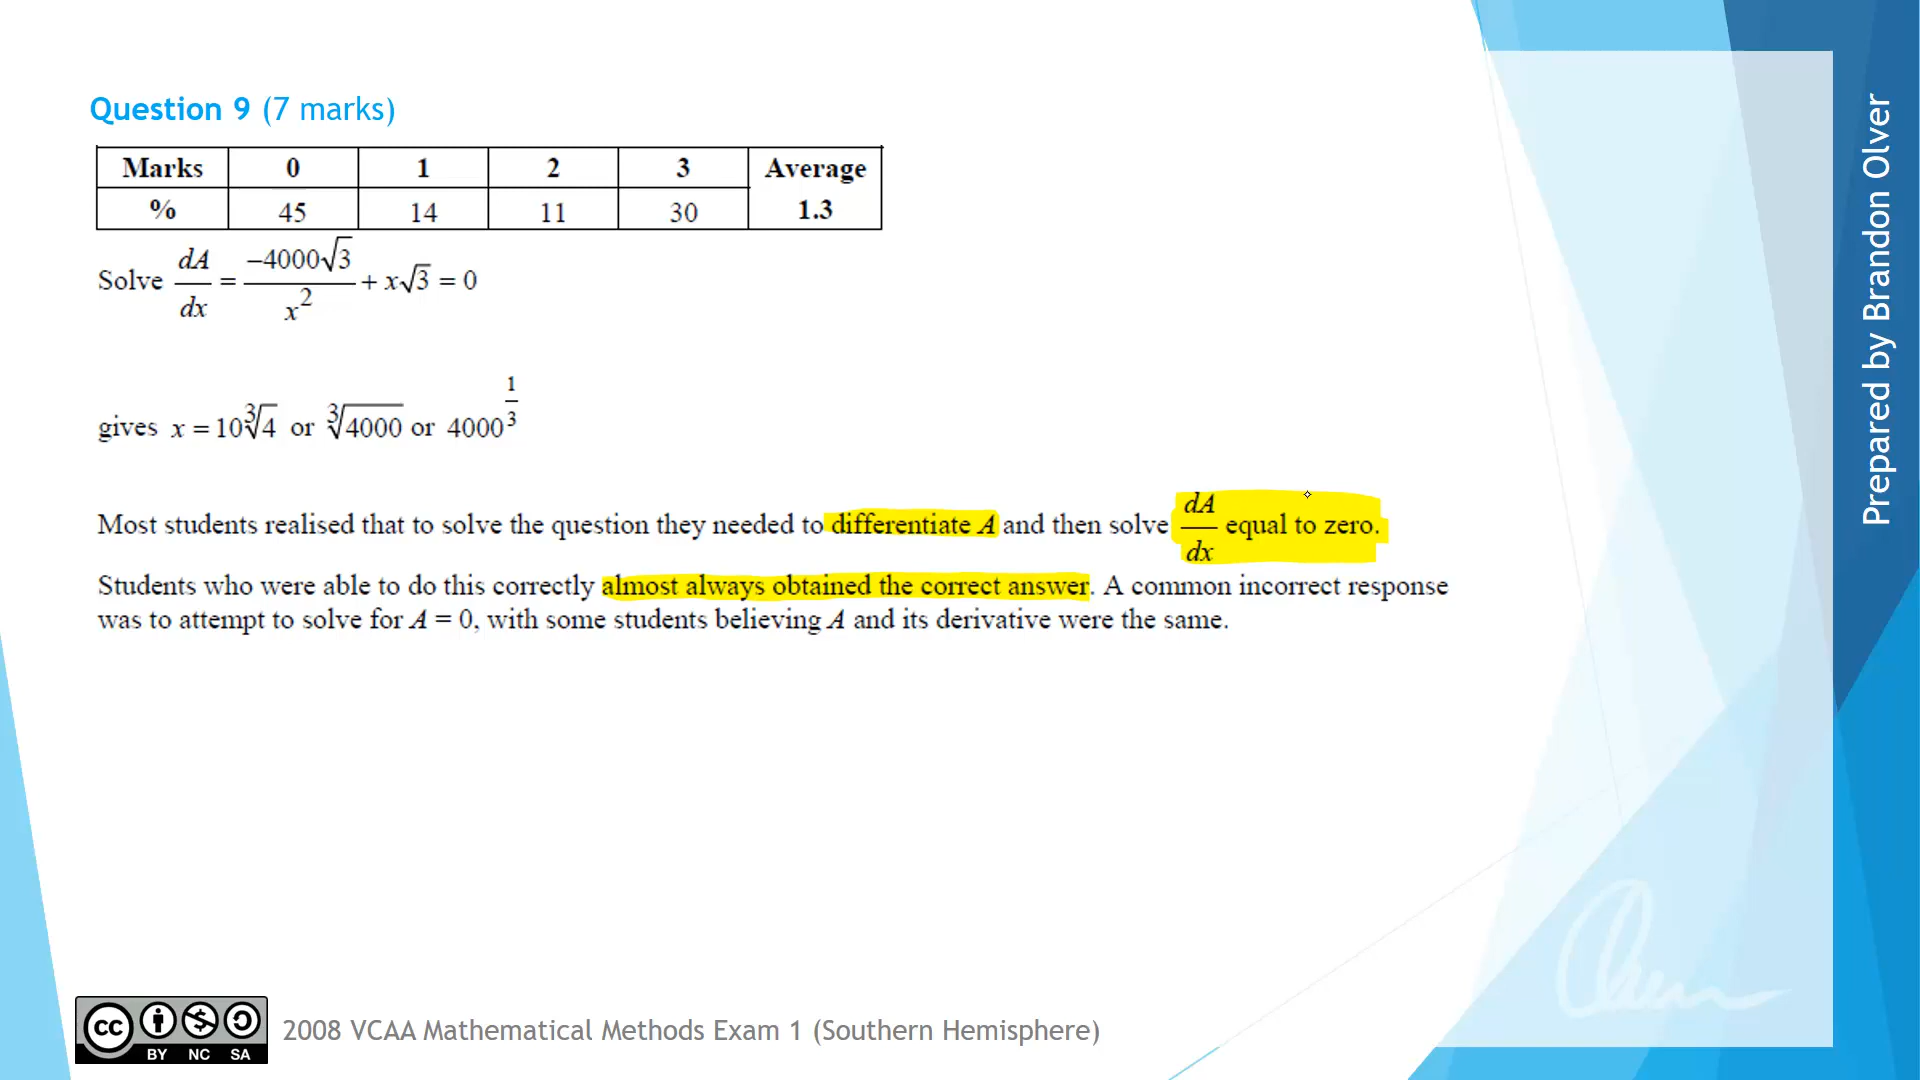 Question 9 (7 marks)
Marks 0 1 2 3 Average
% 45 14 11 30 1.3
Solve dA/dx = −4000√3/x² + x√3 = 0
gives x = 10∛4 or ∛4000 or 4000^(1/3)
Most students realised that to solve the question they needed to differentiate A and then solve dA/dx equal to zero.
Students who were able to do this correctly almost always obtained the correct answer. A common incorrect response
was to attempt to solve for A = 0, with some students believing A and its derivative were the same.
cc BY NC SA
2008 VCAA Mathematical Methods Exam 1 (Southern Hemisphere)
Prepared by Brandon Olver